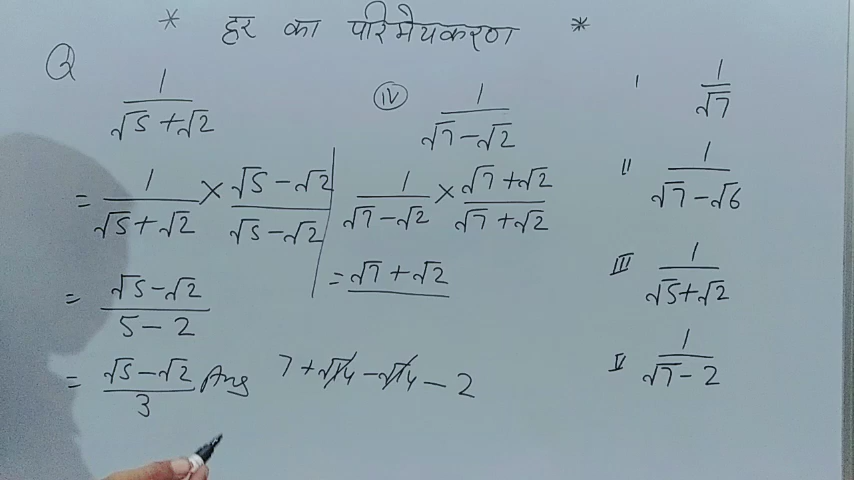 * हर का परिमेयकरण *
Q 1/(√5+√2)
= 1/(√5+√2) × (√5-√2)/(√5-√2)
= (√5-√2)/(5-2)
= (√5-√2)/3 Ans
(iv) 1/(√7-√2)
1/(√7-√2) × (√7+√2)/(√7+√2)
= √7+√2
7+√14-√14-2
I 1/√7
II 1/(√7-√6)
III 1/(√5+√2)
V 1/(√7-2)